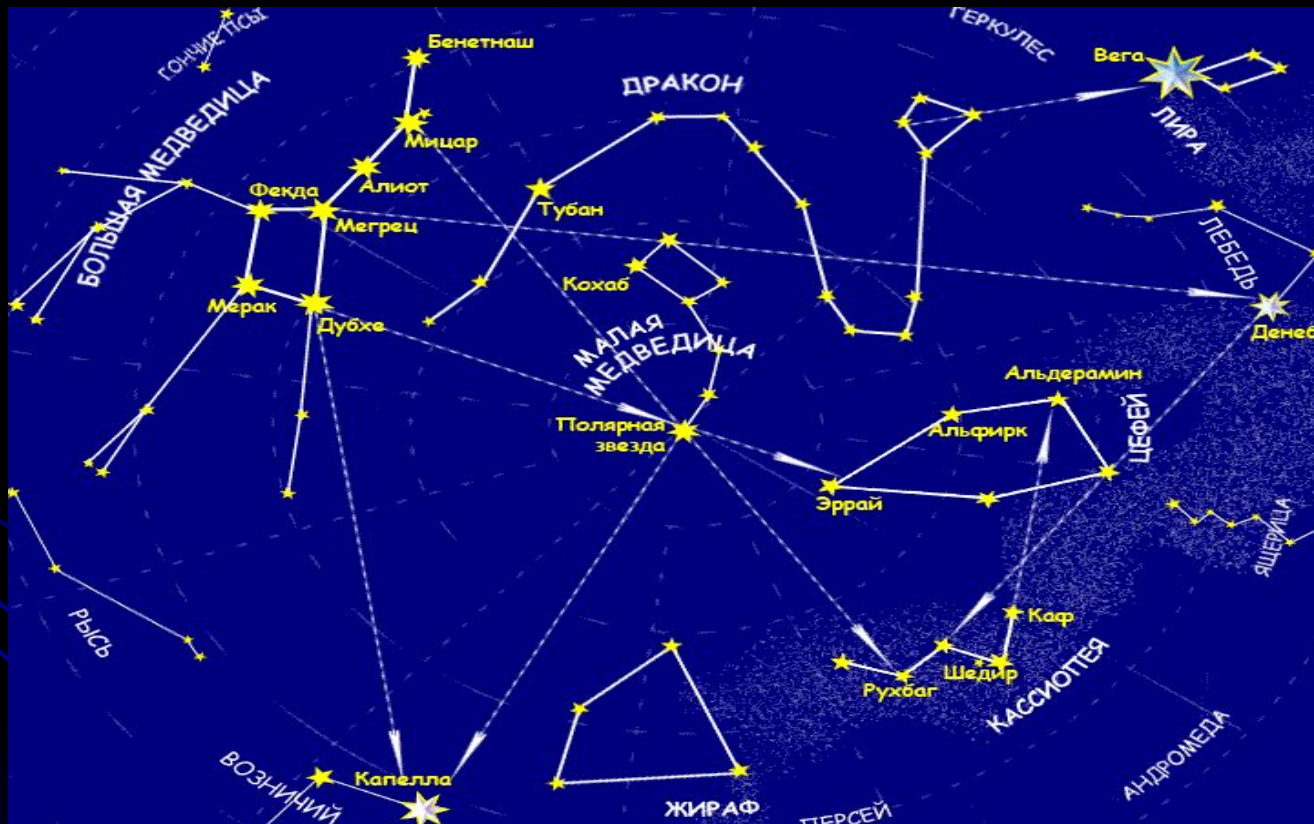 ГОНЧИЕ ПСЫ
Бенетнаш
ГЕРКУЛЕС
Вега
ДРАКОН
ЛИРА
Мицар
БОЛЬШАЯ МЕДВЕДИЦА
Алиот
Фекда
Мегрец
Тубан
ЛЕБЕДЬ
Кохаб
Мерак
Дубхе
Денеб
МАЛАЯ
МЕДВЕДИЦА
Альдерамин
Альфирк
ЦЕФЕЙ
Полярная
звезда
Эррай
ЯЩЕРИЦА
РЫСЬ
Каф
Шедир
Рухбаг
КАССИОПЕЯ
АНДРОМЕДА
ВОЗНИЧИЙ
Капелла
ЖИРАФ
ПЕРСЕЙ